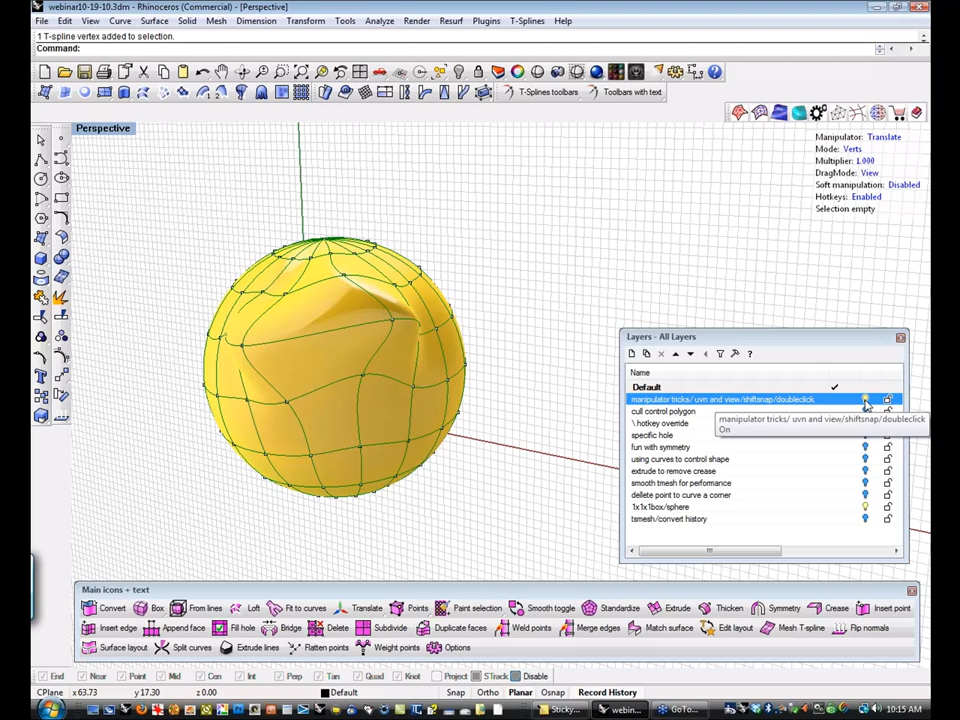 webinar10-19-10.3dm - Rhinoceros (Commercial) - [Perspective]
File Edit View Curve Surface Solid Mesh Dimension Transform Tools Analyze Render Resurf Plugins T-Splines Help
1 T-spline vertex added to selection.
Command:
T-Splines toolbars Toolbars with text
Perspective
Manipulator: Translate
Mode: Verts
Multiplier: 1.000
DragMode: View
Soft manipulation: Disabled
Hotkeys: Enabled
Selection empty
Layers - All Layers
Name
Default
manipulator tricks/ uvn and view/shiftsnap/doubleclick
cull control polygon
\ hotkey override
manipulator tricks/ uvn and view/shiftsnap/doubleclick
On
specific hole
fun with symmetry
using curves to control shape
extrude to remove crease
smooth tmesh for performance
dellete point to curve a corner
1x1x1box/sphere
tsmesh/convert history
Main icons + text
Convert Box From lines Loft Fit to curves Translate Points Paint selection Smooth toggle Standardize Extrude Thicken Symmetry Crease Insert point
Insert edge Append face Fill hole Bridge Delete Subdivide Duplicate faces Weld points Merge edges Match surface Edit layout Mesh T-spline Flip normals
Surface layout Split curves Extrude lines Flatten points Weight points Options
End Near Point Mid Cen Int Perp Tan Quad Knot Project STrack Disable
CPlane x 63.73 y 17.30 z 0.00 Default Snap Ortho Planar Osnap Record History
Sticky... webin... GoTo... 10:15 AM